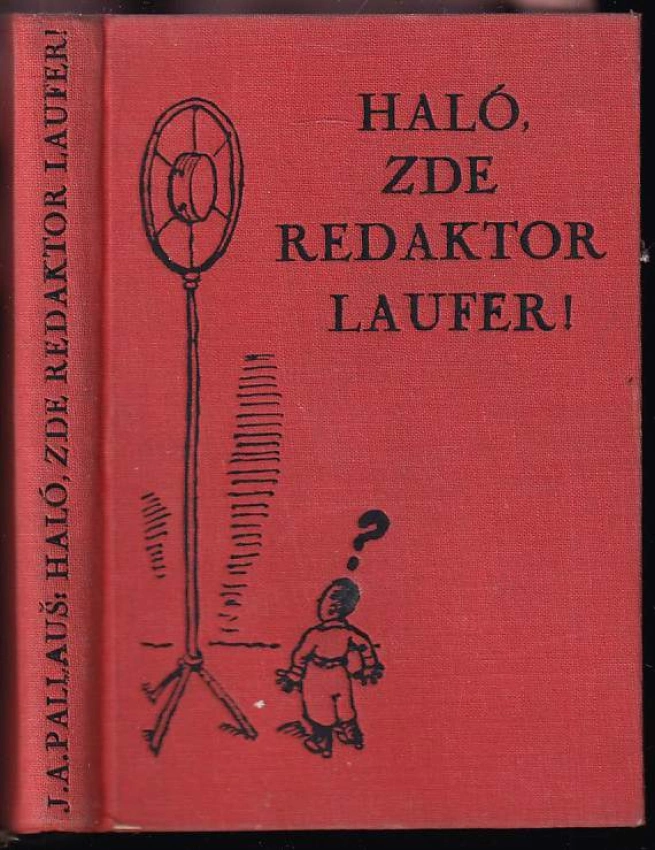 J.A.PALLAUŠ: HALÓ, ZDE REDAKTOR LAUFER!
HALÓ,
ZDE
REDAKTOR
LAUFER!
?